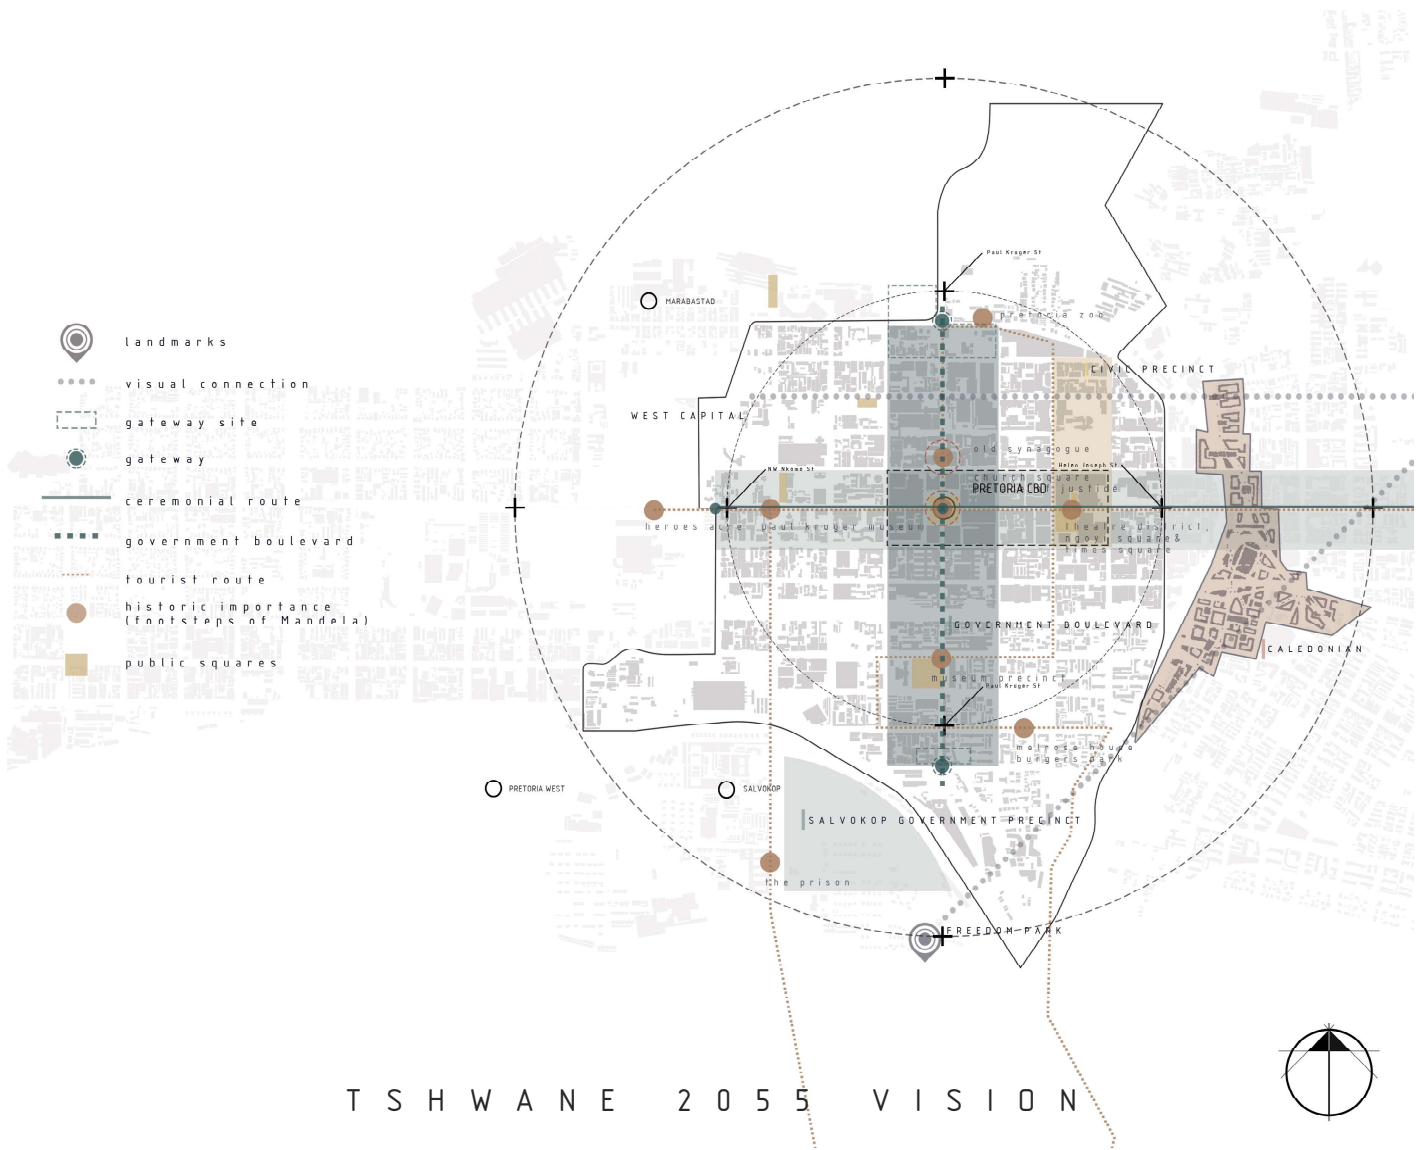 landmarks
visual connection
gateway site
gateway
ceremonial route
government boulevard
tourist route
historic importance
(footsteps of Mandela)
public squares
Paul Kruger St
MARABASTAD
pretoria zoo
CIVIC PRECINCT
WEST CAPITAL
old synagogue
NW Nkomo St
Helen Joseph St
church square
PRETORIA CBD
justide
heroes acre
paul kruger museum
theatre district,
ngoyi square&
times square
GOVERNMENT BOULEVARD
CALEDONIAN
museum precinct
Paul Kruger St
melrose house
burgers park
PRETORIA WEST
SALVOKOP
SALVOKOP GOVERNMENT PRECINCT
the prison
FREEDOM PARK
TSHWANE 2055 VISION